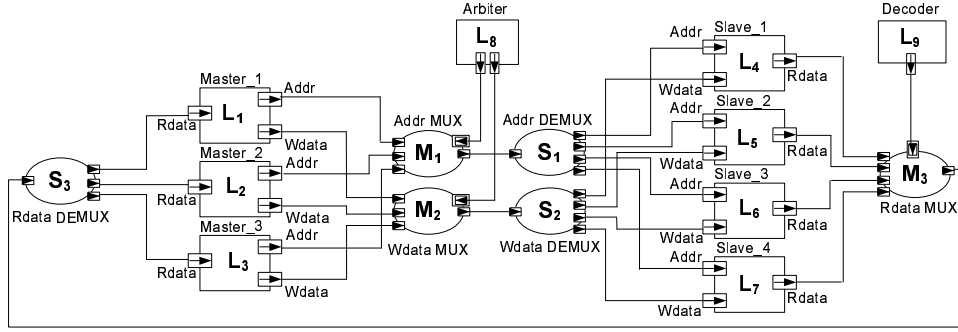 Arbiter
L8
Decoder
L9
Master_1
L1
Addr
Wdata
Rdata
Master_2
L2
Addr
Wdata
Rdata
Master_3
L3
Addr
Wdata
Rdata
S3
Rdata DEMUX
Addr MUX
M1
M2
Wdata MUX
Addr DEMUX
S1
S2
Wdata DEMUX
Slave_1
Addr
L4
Wdata
Rdata
Slave_2
Addr
L5
Wdata
Rdata
Slave_3
Addr
L6
Wdata
Rdata
Slave_4
Addr
L7
Wdata
Rdata
M3
Rdata MUX